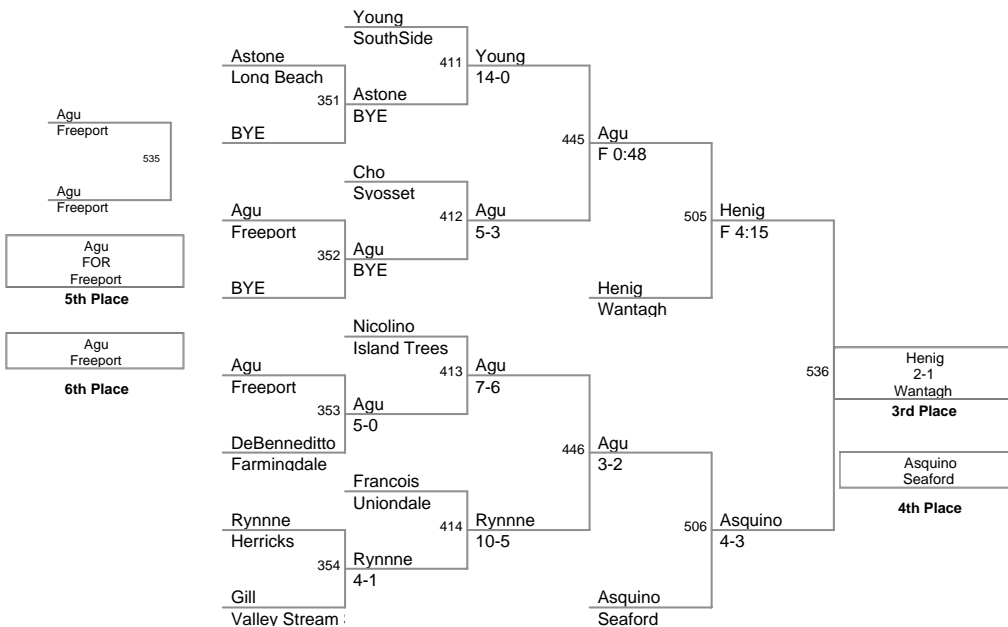 Young
SouthSide
Astone
Long Beach
411
Young
14-0
351
Astone
BYE
BYE
Agu
Freeport
535
Agu
Freeport
445
Agu
F 0:48
Cho
Syosset
Agu
Freeport
412
Agu
5-3
352
Agu
BYE
BYE
505
Henig
F 4:15
Henig
Wantagh
Agu
FOR
Freeport
5th Place
Agu
Freeport
6th Place
Nicolino
Island Trees
Agu
Freeport
413
Agu
7-6
353
Agu
5-0
DeBenneditto
Farmingdale
536
Henig
2-1
Wantagh
3rd Place
446
Agu
3-2
Francois
Uniondale
Asquino
Seaford
4th Place
Rynnne
Herricks
414
Rynnne
10-5
506
Asquino
4-3
354
Rynnne
4-1
Gill
Valley Stream
Asquino
Seaford